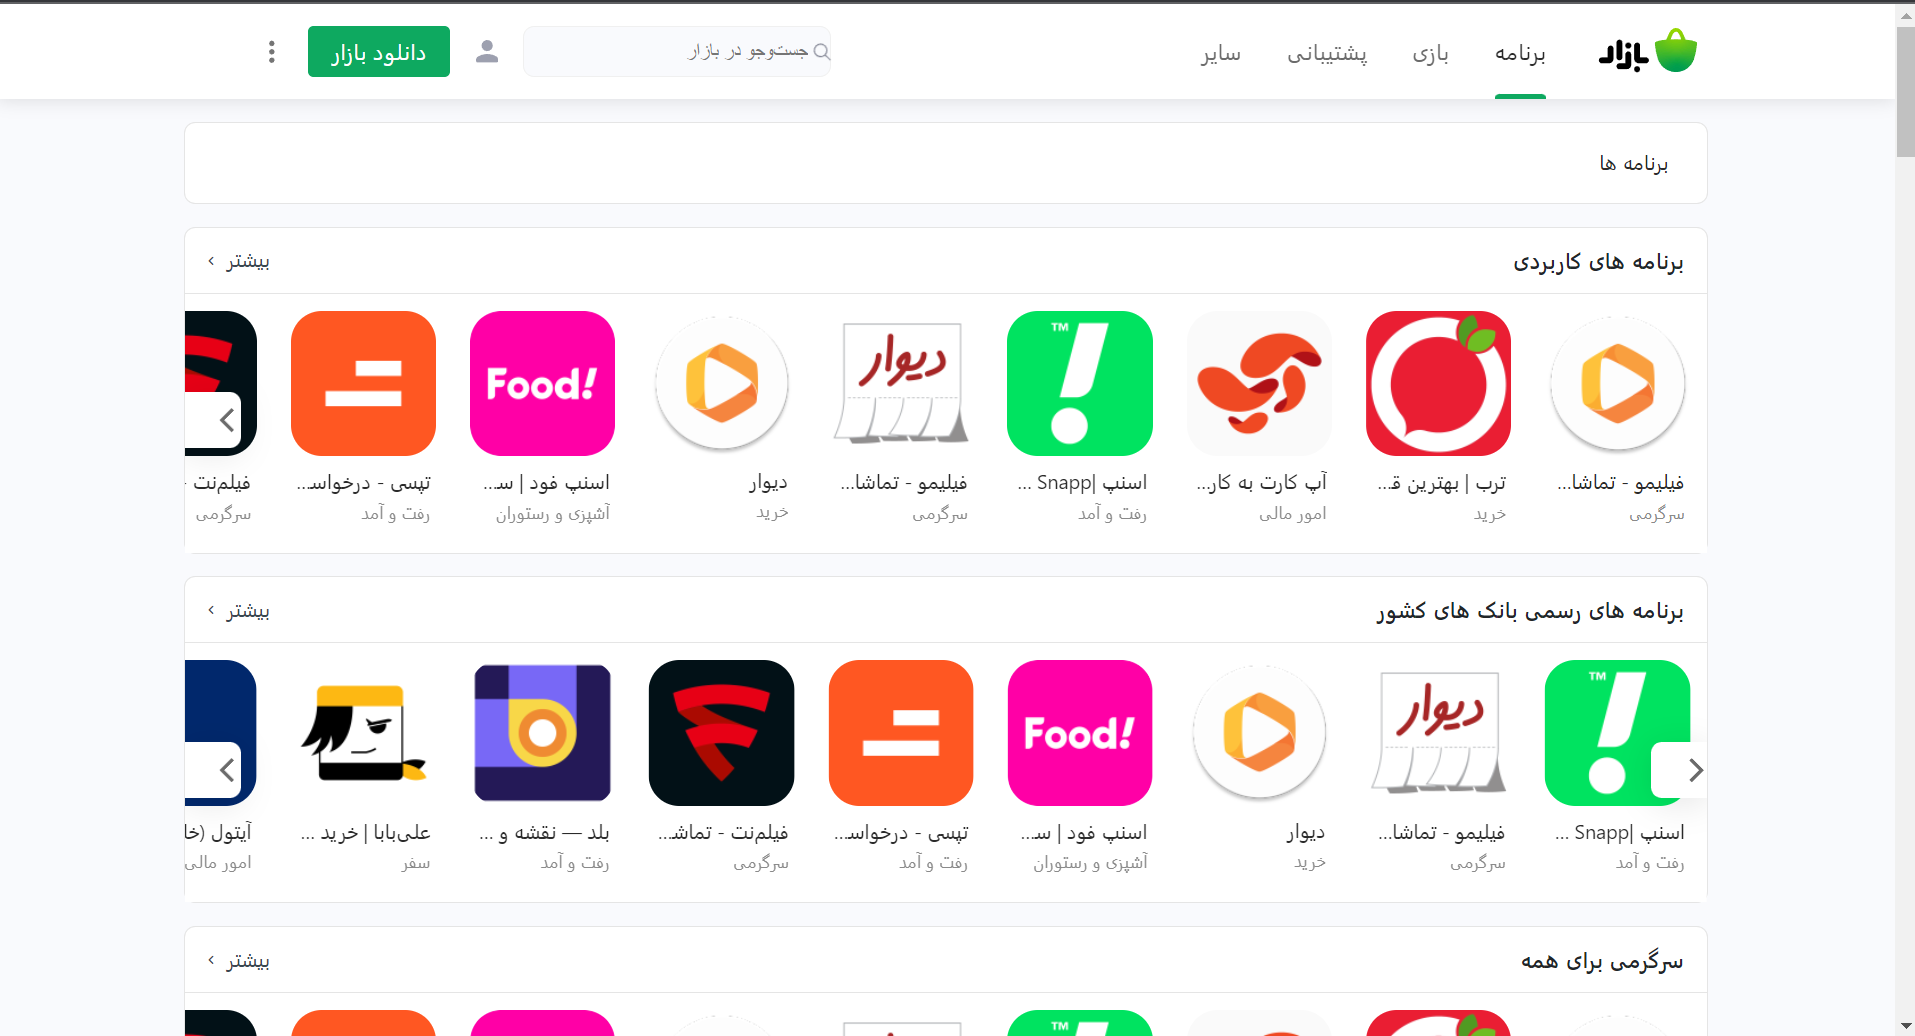 بازار
برنامه
بازی
پشتیبانی
سایر
جست‌وجو در بازار
دانلود بازار
برنامه ها
برنامه های کاربردی
بیشتر
دیوار
TM
Food!
فیلیمو - تماشا...
سرگرمی
ترب | بهترین ق...
خرید
آپ کارت به کار...
امور مالی
اسنپ |Snapp ...
رفت و آمد
فیلیمو - تماشا...
سرگرمی
دیوار
خرید
اسنپ فود | س...
آشپزی و رستوران
تپسی - درخواس...
رفت و آمد
فیلم‌نت -
سرگرمی
برنامه های رسمی بانک های کشور
بیشتر
TM
دیوار
Food!
اسنپ |Snapp ...
رفت و آمد
فیلیمو - تماشا...
سرگرمی
دیوار
خرید
اسنپ فود | س...
آشپزی و رستوران
تپسی - درخواس...
رفت و آمد
فیلم‌نت - تماش...
سرگرمی
بلد — نقشه و ...
رفت و آمد
علی‌بابا | خرید ...
سفر
آیتول (خا
امور مالی
سرگرمی برای همه
بیشتر
TM